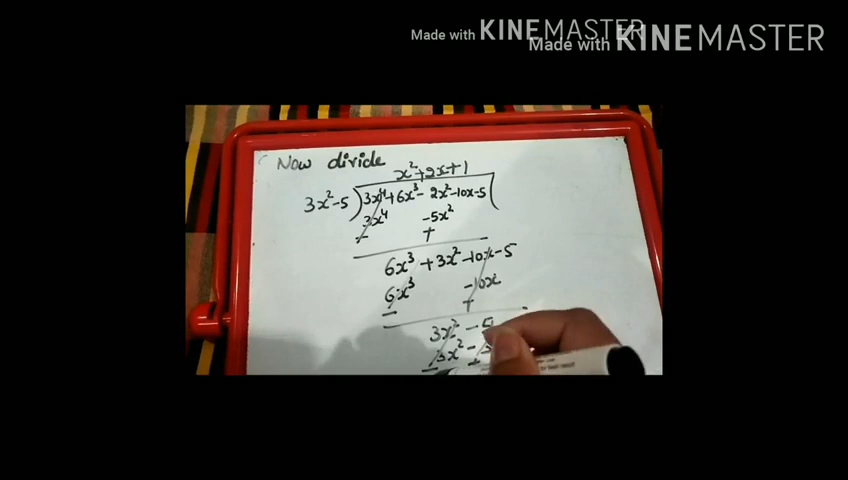 Made with KINEMASTER
Made with KINEMASTER
Now divide
x²+2x+1
3x²-5)3x⁴+6x³-2x²-10x-5(
3x⁴ -5x²
- +
6x³+3x²-10x-5
6x³ -10x
- +
3x²-5
3x²-
-